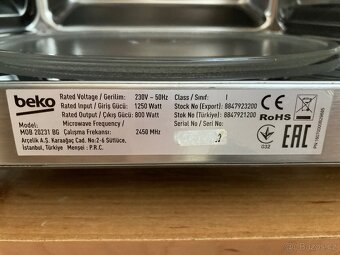 beko
Model:
MOB 20231 BG
Rated Voltage / Gerilim: 230V ~ 50Hz
Rated Input / Giriş Gücü: 1250 Watt
Rated Output / Çıkış Gücü: 800 Watt
Microwave Frequency /
Çalışma Frekansı: 2450 MHz
Arçelik A.Ş. Karaağaç Cad. No:2-6 Sütlüce,
İstanbul, Türkiye Menşei : P.R.C.
Class / Sınıf: I
Stock No (Export): 8847923200
Stok No (Türkiye): 8847921200
Serial No / Seri No:
CE
RoHS
G32
EAC